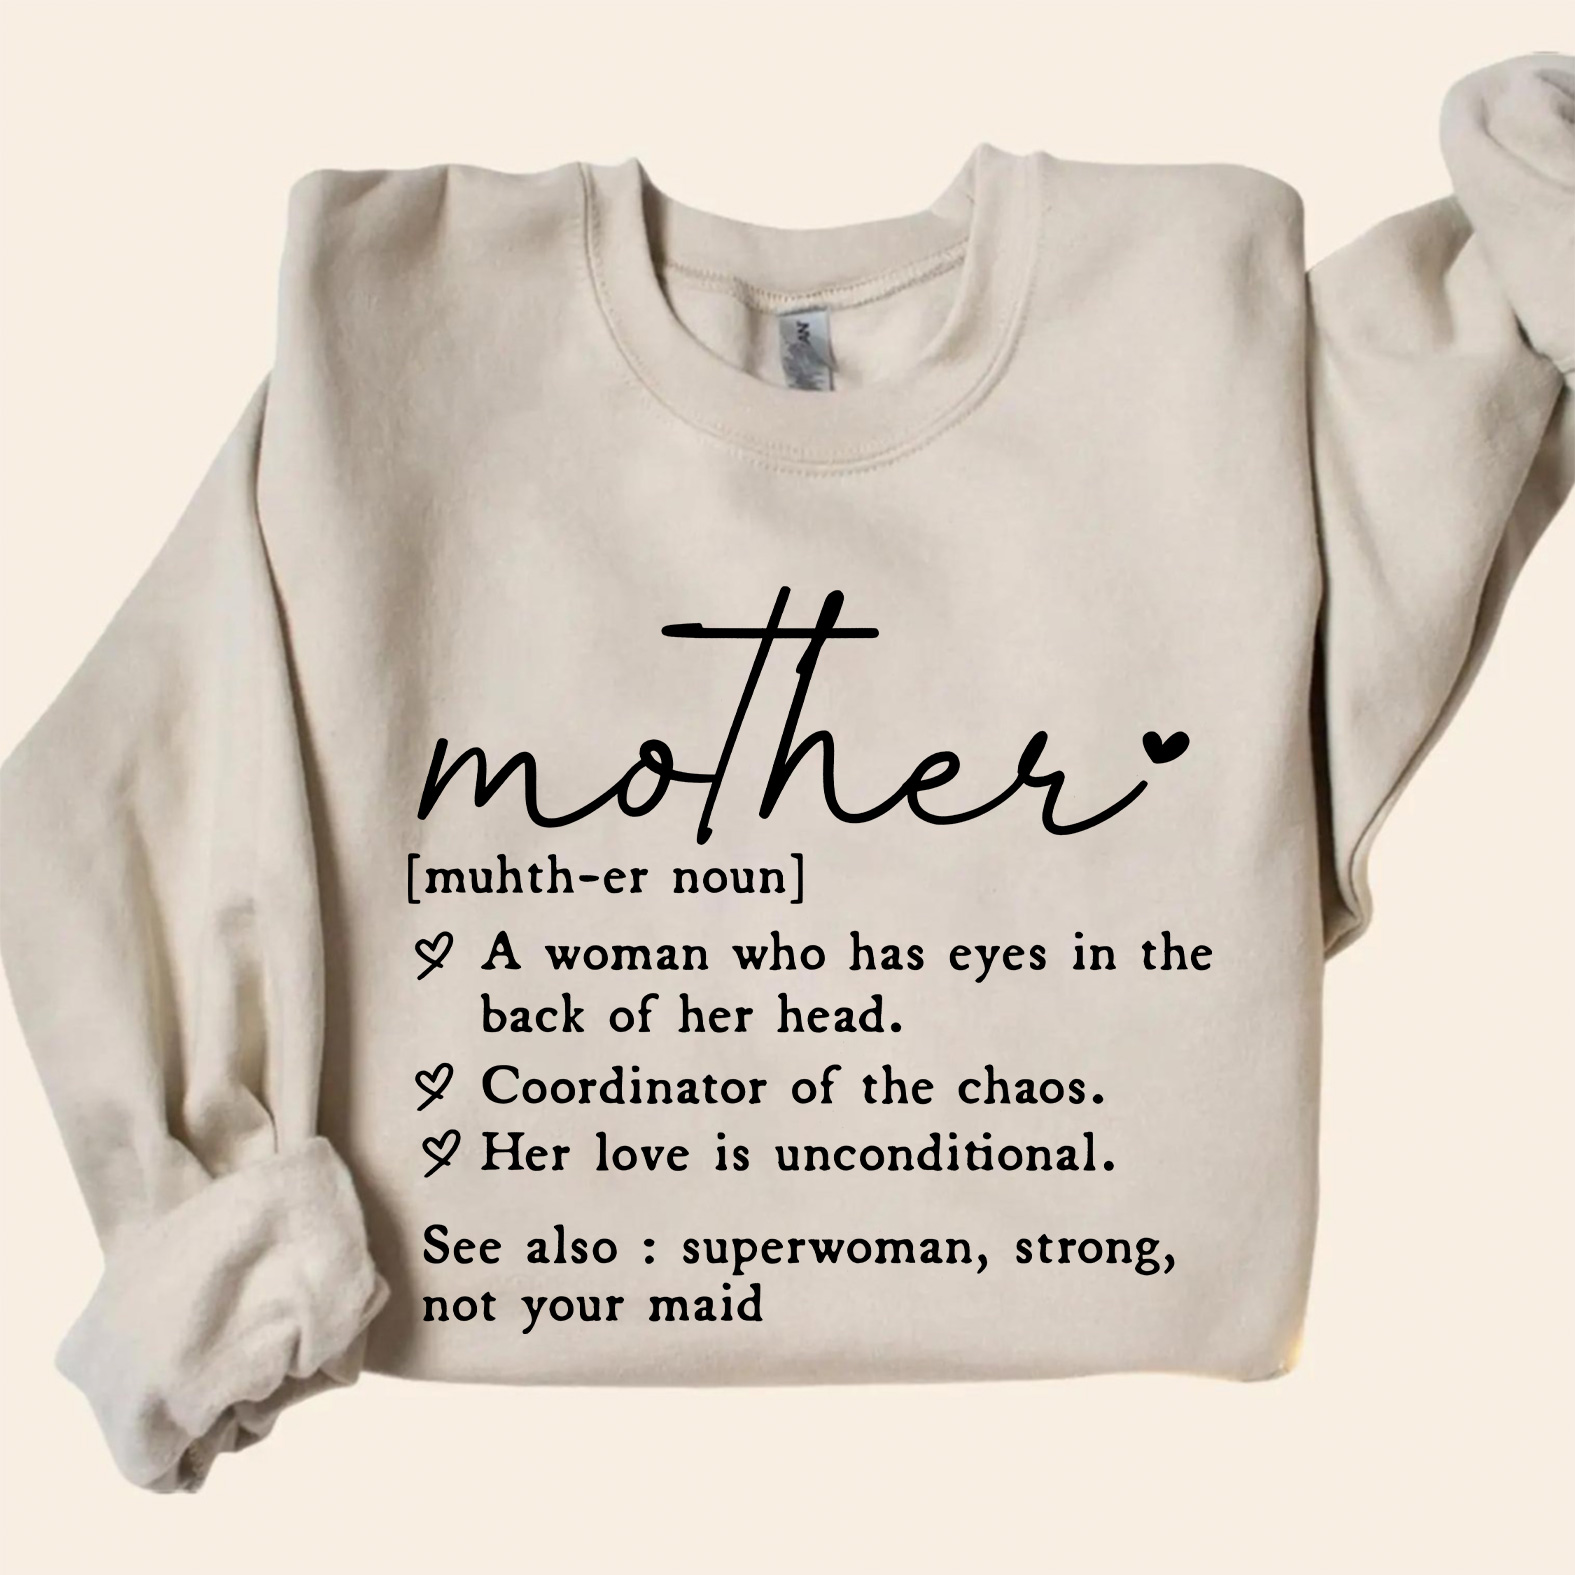 mother
[muhth-er noun]
A woman who has eyes in the
back of her head.
Coordinator of the chaos.
Her love is unconditional.
See also : superwoman, strong,
not your maid